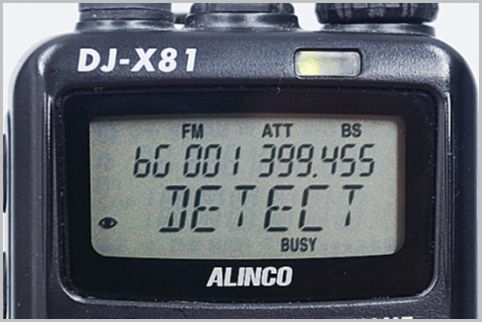 DJ-X81
FM ATT BS
bG 001 399.455
DETECT
BUSY
ALINCO